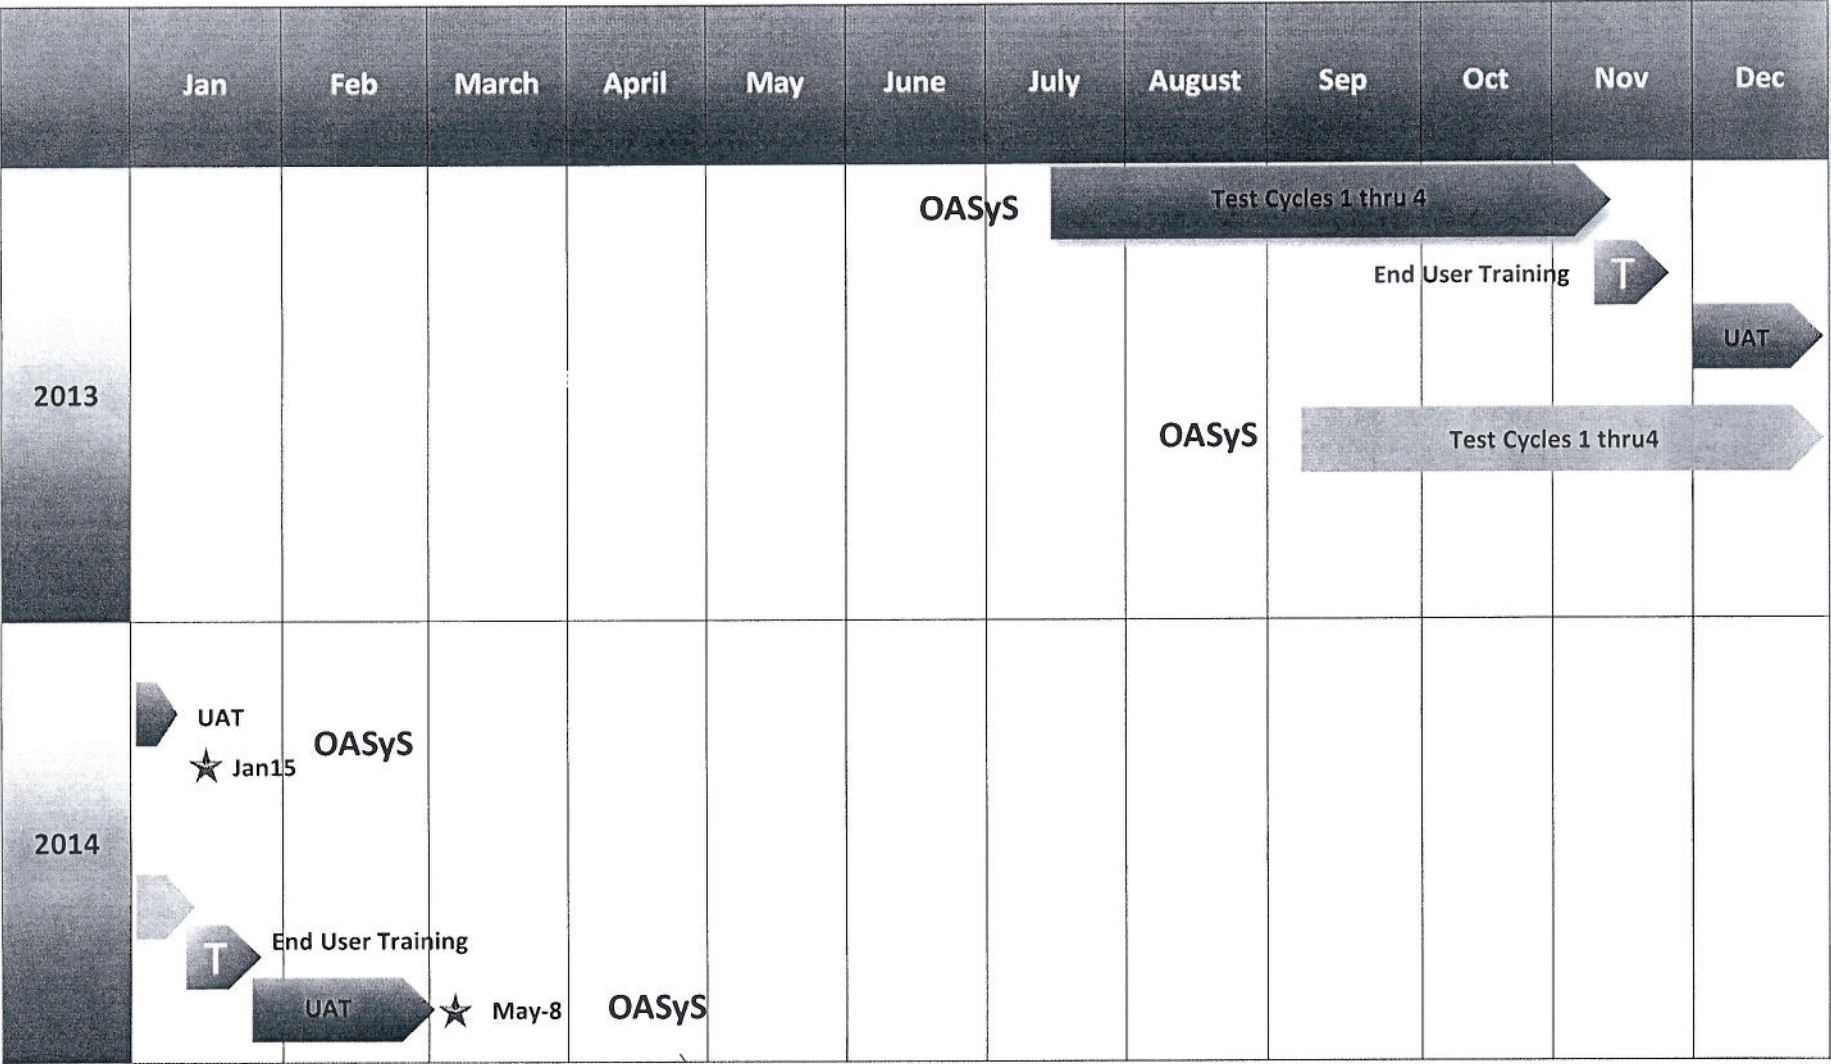 Jan Feb March April May June July August Sep Oct Nov Dec
2013
OASyS Test Cycles 1 thru 4
End User Training T
UAT
OASyS Test Cycles 1 thru4
2014
UAT
OASyS
Jan15
T End User Training
UAT May-8 OASyS